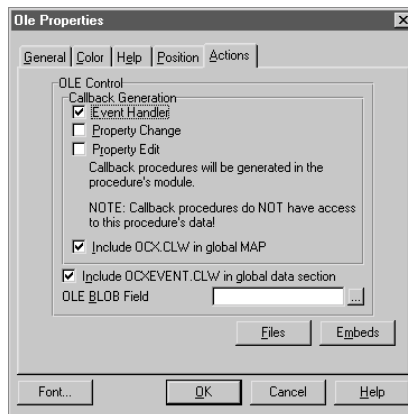 Ole Properties
General Color Help Position Actions
OLE Control
Callback Generation
Event Handler
Property Change
Property Edit
Callback procedures will be generated in the
procedure's module.
NOTE: Callback procedures do NOT have access
to this procedure's data!
Include OCX.CLW in global MAP
Include OCXEVENT.CLW in global data section
OLE BLOB Field ...
Files Embeds
Font... OK Cancel Help